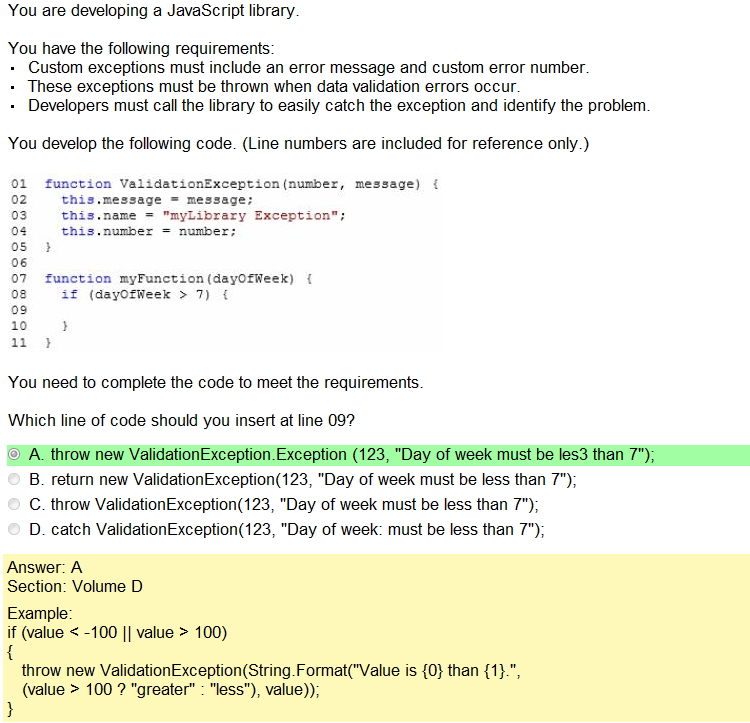 You are developing a JavaScript library.
You have the following requirements:
· Custom exceptions must include an error message and custom error number.
· These exceptions must be thrown when data validation errors occur.
· Developers must call the library to easily catch the exception and identify the problem.
You develop the following code. (Line numbers are included for reference only.)
01 function ValidationException(number, message) {
02 this.message = message;
03 this.name = "myLibrary Exception";
04 this.number = number;
05 }
06
07 function myFunction(dayOfWeek) {
08 if (dayOfWeek > 7) {
09
10 }
11 }
You need to complete the code to meet the requirements.
Which line of code should you insert at line 09?
A. throw new ValidationException.Exception (123, "Day of week must be les3 than 7");
B. return new ValidationException(123, "Day of week must be less than 7");
C. throw ValidationException(123, "Day of week must be less than 7");
D. catch ValidationException(123, "Day of week: must be less than 7");
Answer: A
Section: Volume D
Example:
if (value < -100 || value > 100)
{
throw new ValidationException(String.Format("Value is {0} than {1}.",
(value > 100 ? "greater" : "less"), value));
}